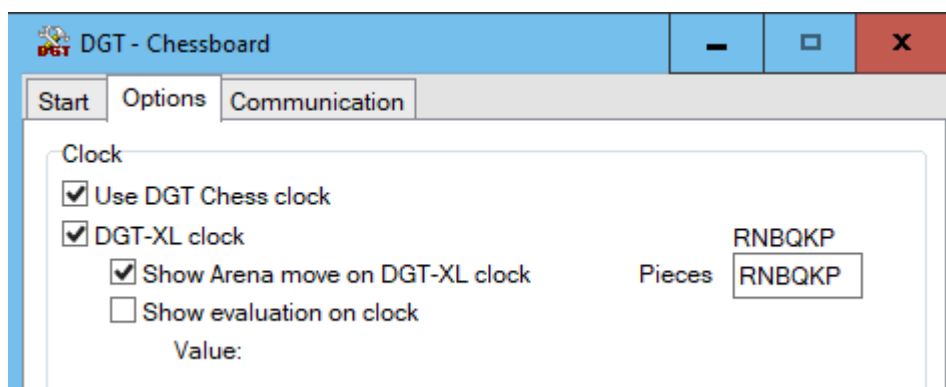 DGT - Chessboard
Start Options Communication
Clock
Use DGT Chess clock
DGT-XL clock RNBQKP
Show Arena move on DGT-XL clock Pieces RNBQKP
Show evaluation on clock
Value: